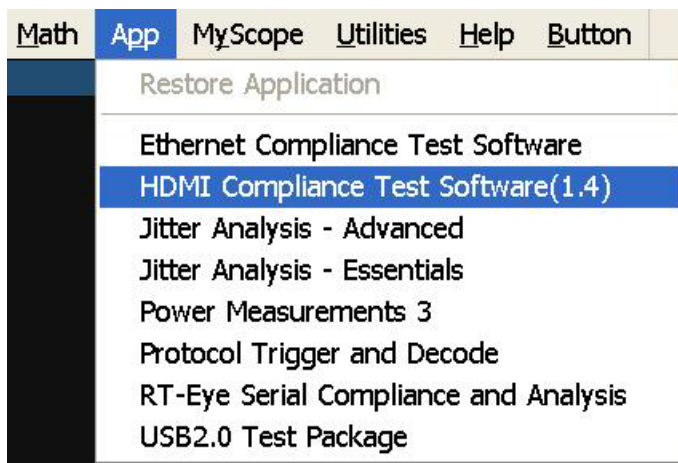 Math App MyScope Utilities Help Button
Restore Application
Ethernet Compliance Test Software
HDMI Compliance Test Software(1.4)
Jitter Analysis - Advanced
Jitter Analysis - Essentials
Power Measurements 3
Protocol Trigger and Decode
RT-Eye Serial Compliance and Analysis
USB2.0 Test Package